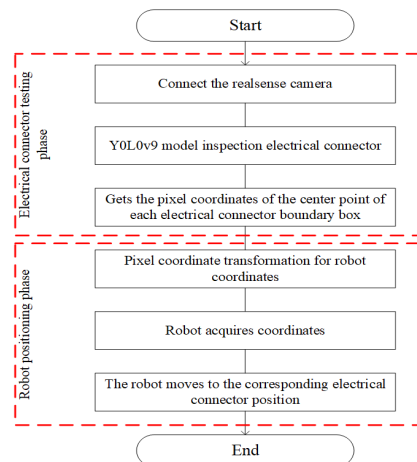 Start
Electrical connector testing
phase
Connect the realsense camera
Y0L0v9 model inspection electrical connector
Gets the pixel coordinates of the center point of
each electrical connector boundary box
Robot positioning phase
Pixel coordinate transformation for robot
coordinates
Robot acquires coordinates
The robot moves to the corresponding electrical
connector position
End